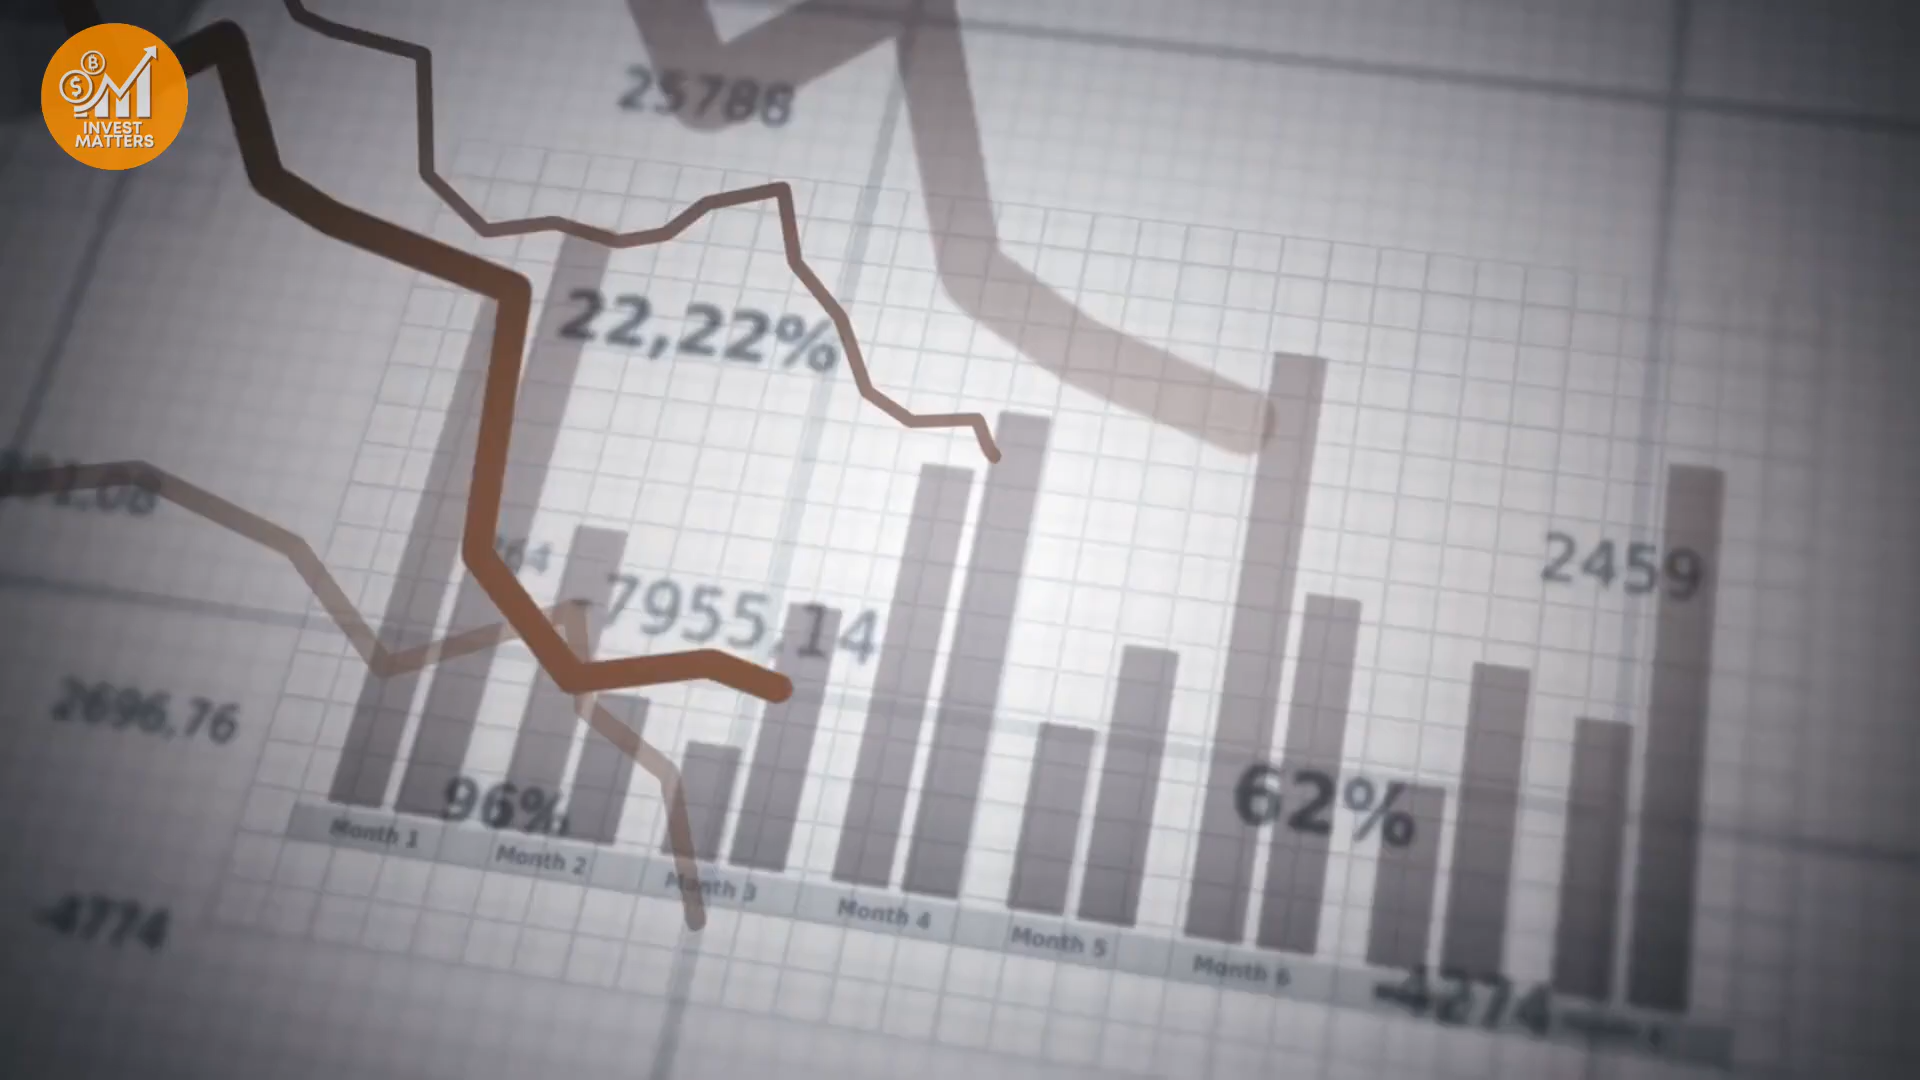 INVEST
MATTERS
25788
22,22%
7955,14
2459
2696,76
96%
62%
Month 1
Month 2
Month 3
Month 4
Month 5
Month 6
-4774
-4274